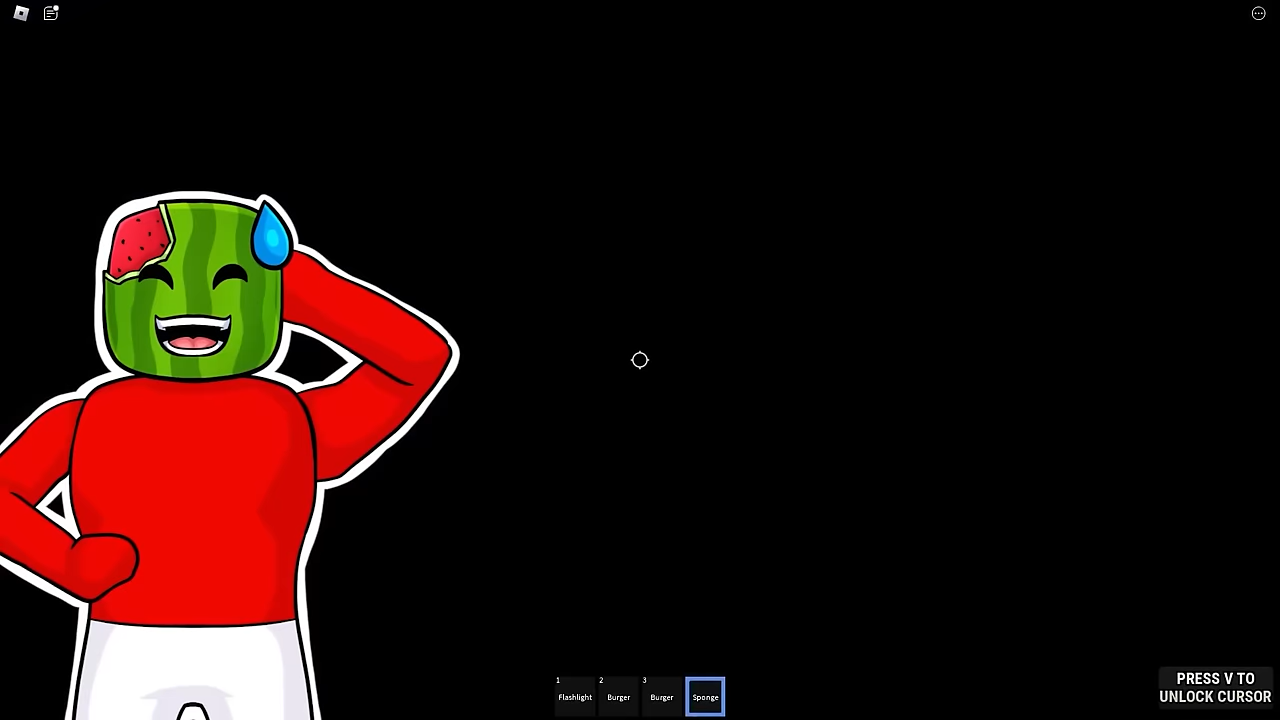 1 Flashlight
2 Burger
3 Burger
Sponge
PRESS V TO
UNLOCK CURSOR